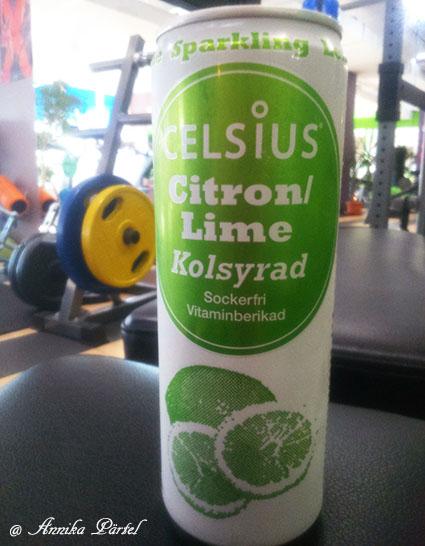 Sparkling
CELSIUS
Citron/
Lime
Kolsyrad
Sockerfri
Vitaminberikad
@ Annika Pärtel